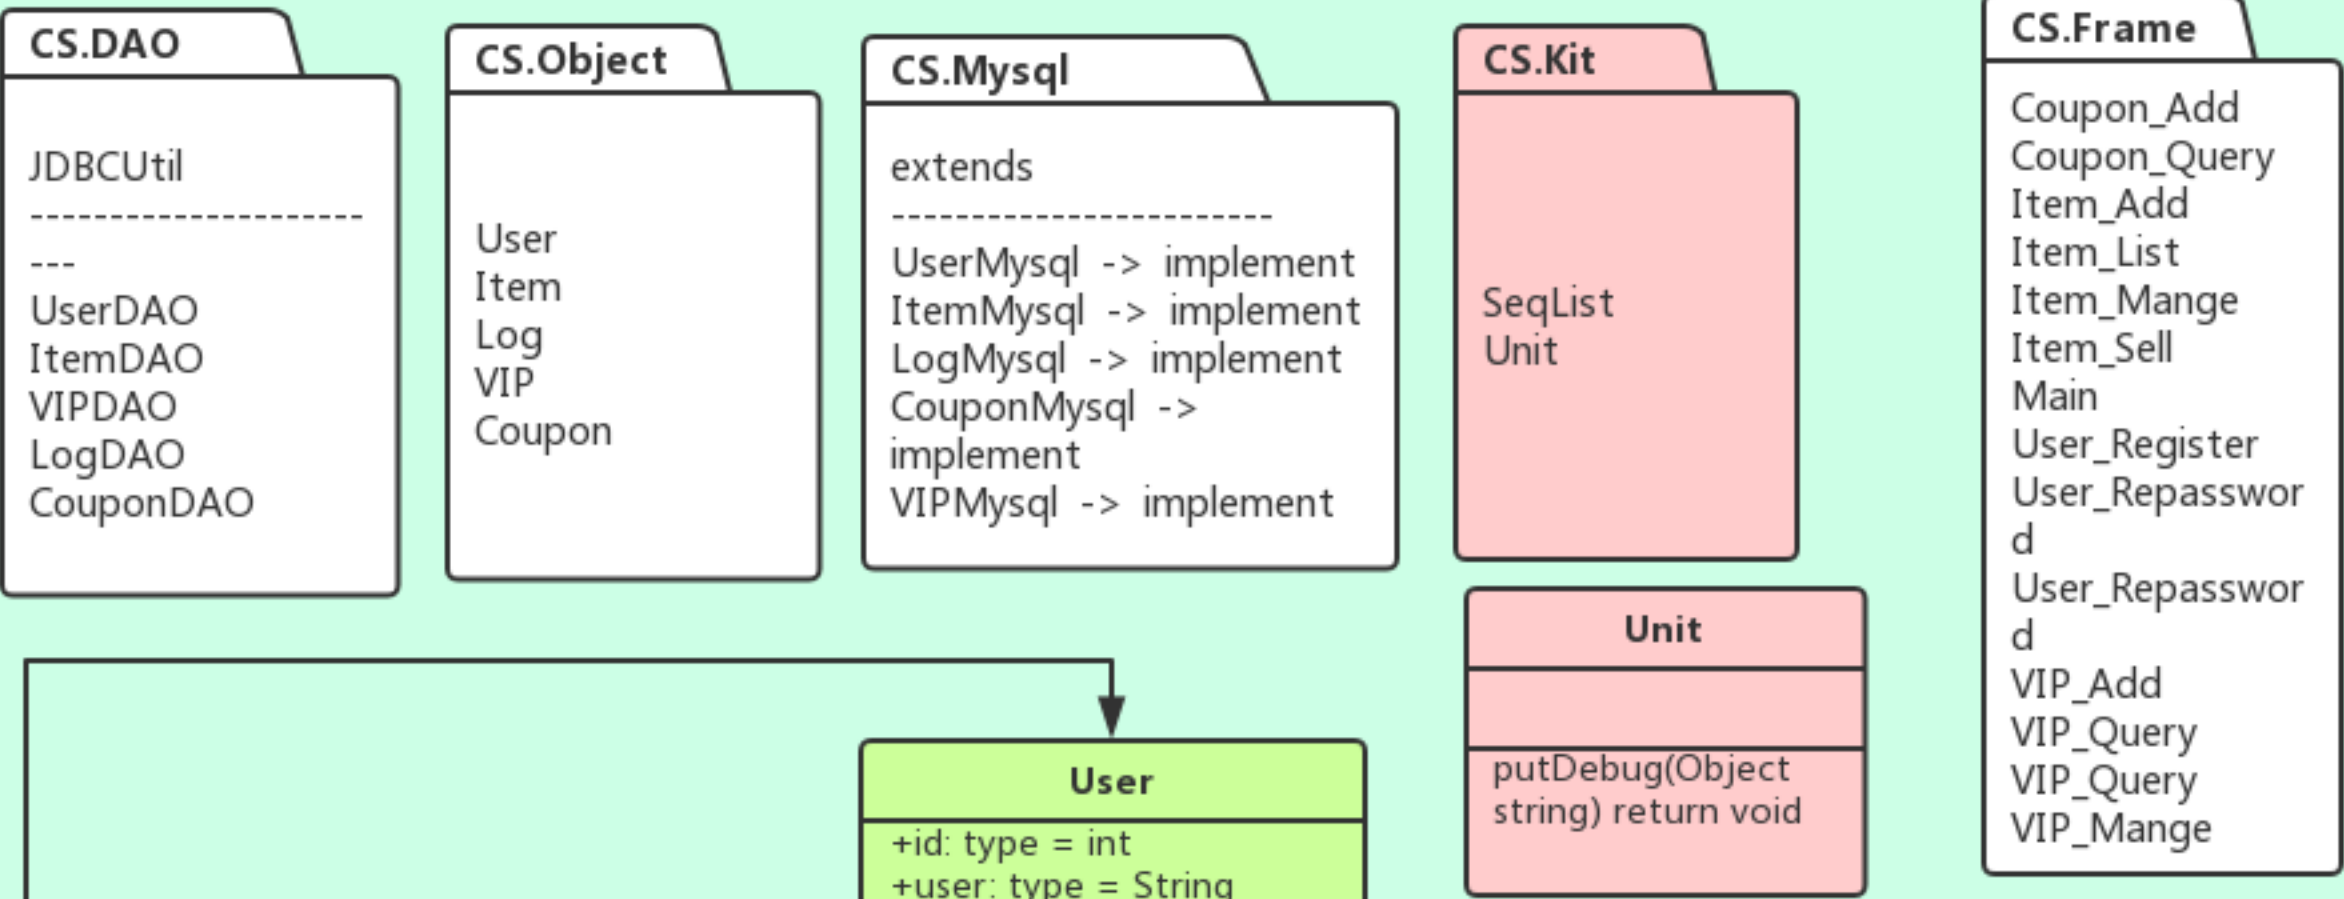 CS.DAO
JDBCUtil
---------------------
---
UserDAO
ItemDAO
VIPDAO
LogDAO
CouponDAO
CS.Object
User
Item
Log
VIP
Coupon
CS.Mysql
extends
------------------------
UserMysql -> implement
ItemMysql -> implement
LogMysql -> implement
CouponMysql ->
implement
VIPMysql -> implement
CS.Kit
SeqList
Unit
CS.Frame
Coupon_Add
Coupon_Query
Item_Add
Item_List
Item_Mange
Item_Sell
Main
User_Register
User_Repasswor
d
User_Repasswor
d
VIP_Add
VIP_Query
VIP_Query
VIP_Mange
Unit
putDebug(Object
string) return void
User
+id: type = int
+user: type = String